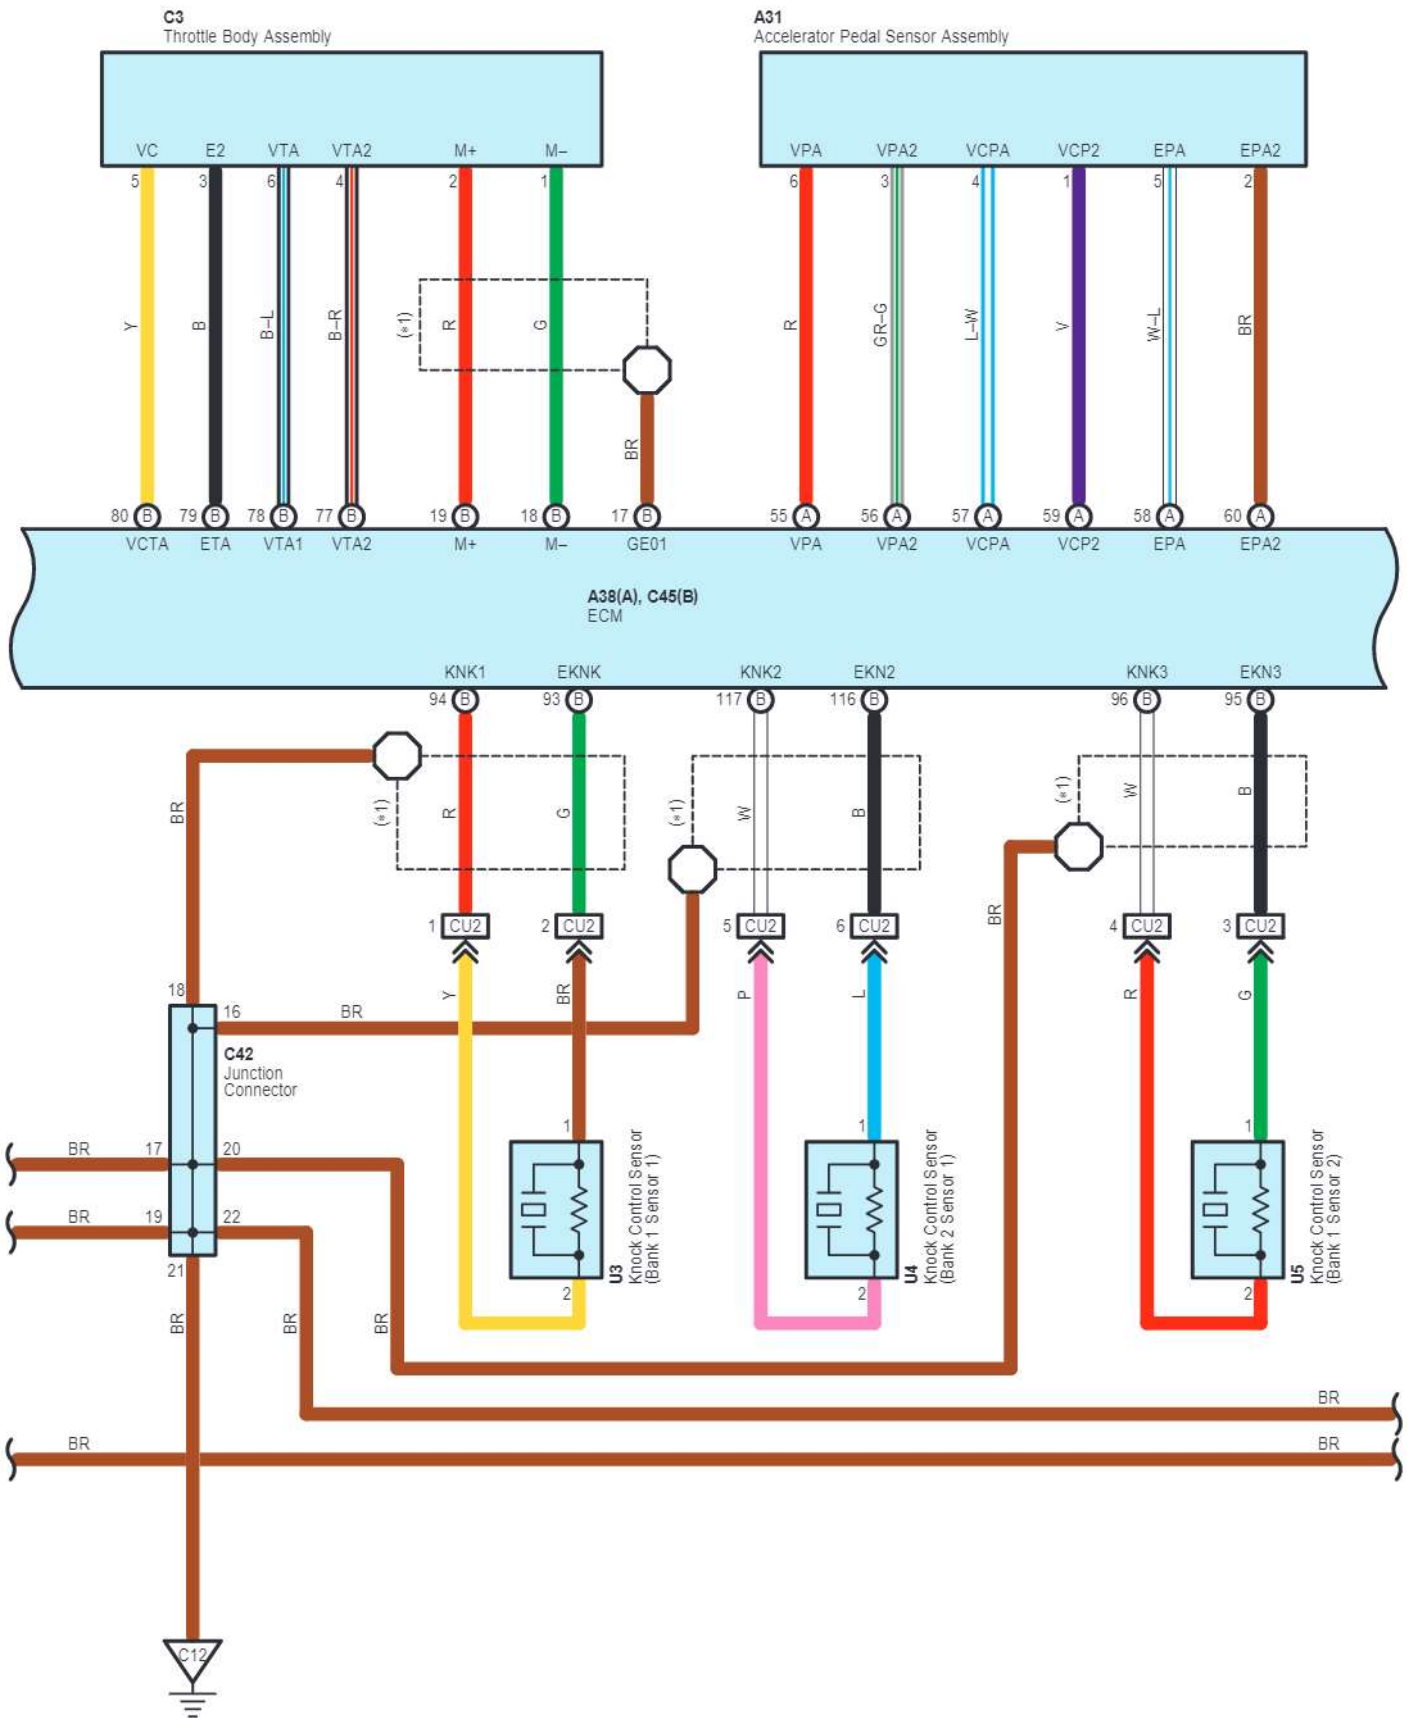 C3
Throttle Body Assembly
A31
Accelerator Pedal Sensor Assembly
VC E2 VTA VTA2 M+ M–
VPA VPA2 VCPA VCP2 EPA EPA2
5 3 6 4 2 1
6 3 4 1 5 2
Y B B–L B–R (*1) R G
R GR–G L–W V W–L BR
BR
80 B 79 B 78 B 77 B 19 B 18 B 17 B
55 A 56 A 57 A 59 A 58 A 60 A
VCTA ETA VTA1 VTA2 M+ M– GE01
VPA VPA2 VCPA VCP2 EPA EPA2
A38(A), C45(B)
ECM
KNK1 EKNK KNK2 EKN2 KNK3 EKN3
94 B 93 B 117 B 116 B 96 B 95 B
BR (*1) R G (*1) W B (*1) W B
BR
1 CU2 2 CU2 5 CU2 6 CU2 4 CU2 3 CU2
Y BR P L R G
18
16 BR
C42
Junction
Connector
BR 17 20
BR 19 22
21
1 1 1
U3
Knock Control Sensor
(Bank 1 Sensor 1)
U4
Knock Control Sensor
(Bank 2 Sensor 1)
U5
Knock Control Sensor
(Bank 1 Sensor 2)
2 2 2
BR BR BR
BR
BR BR
C12